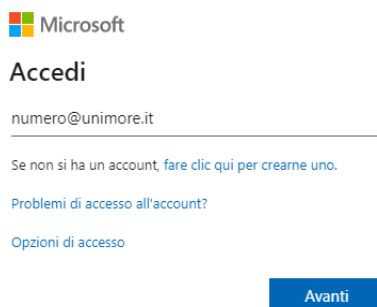 Microsoft
Accedi
numero@unimore.it
Se non si ha un account, fare clic qui per crearne uno.
Problemi di accesso all'account?
Opzioni di accesso
Avanti